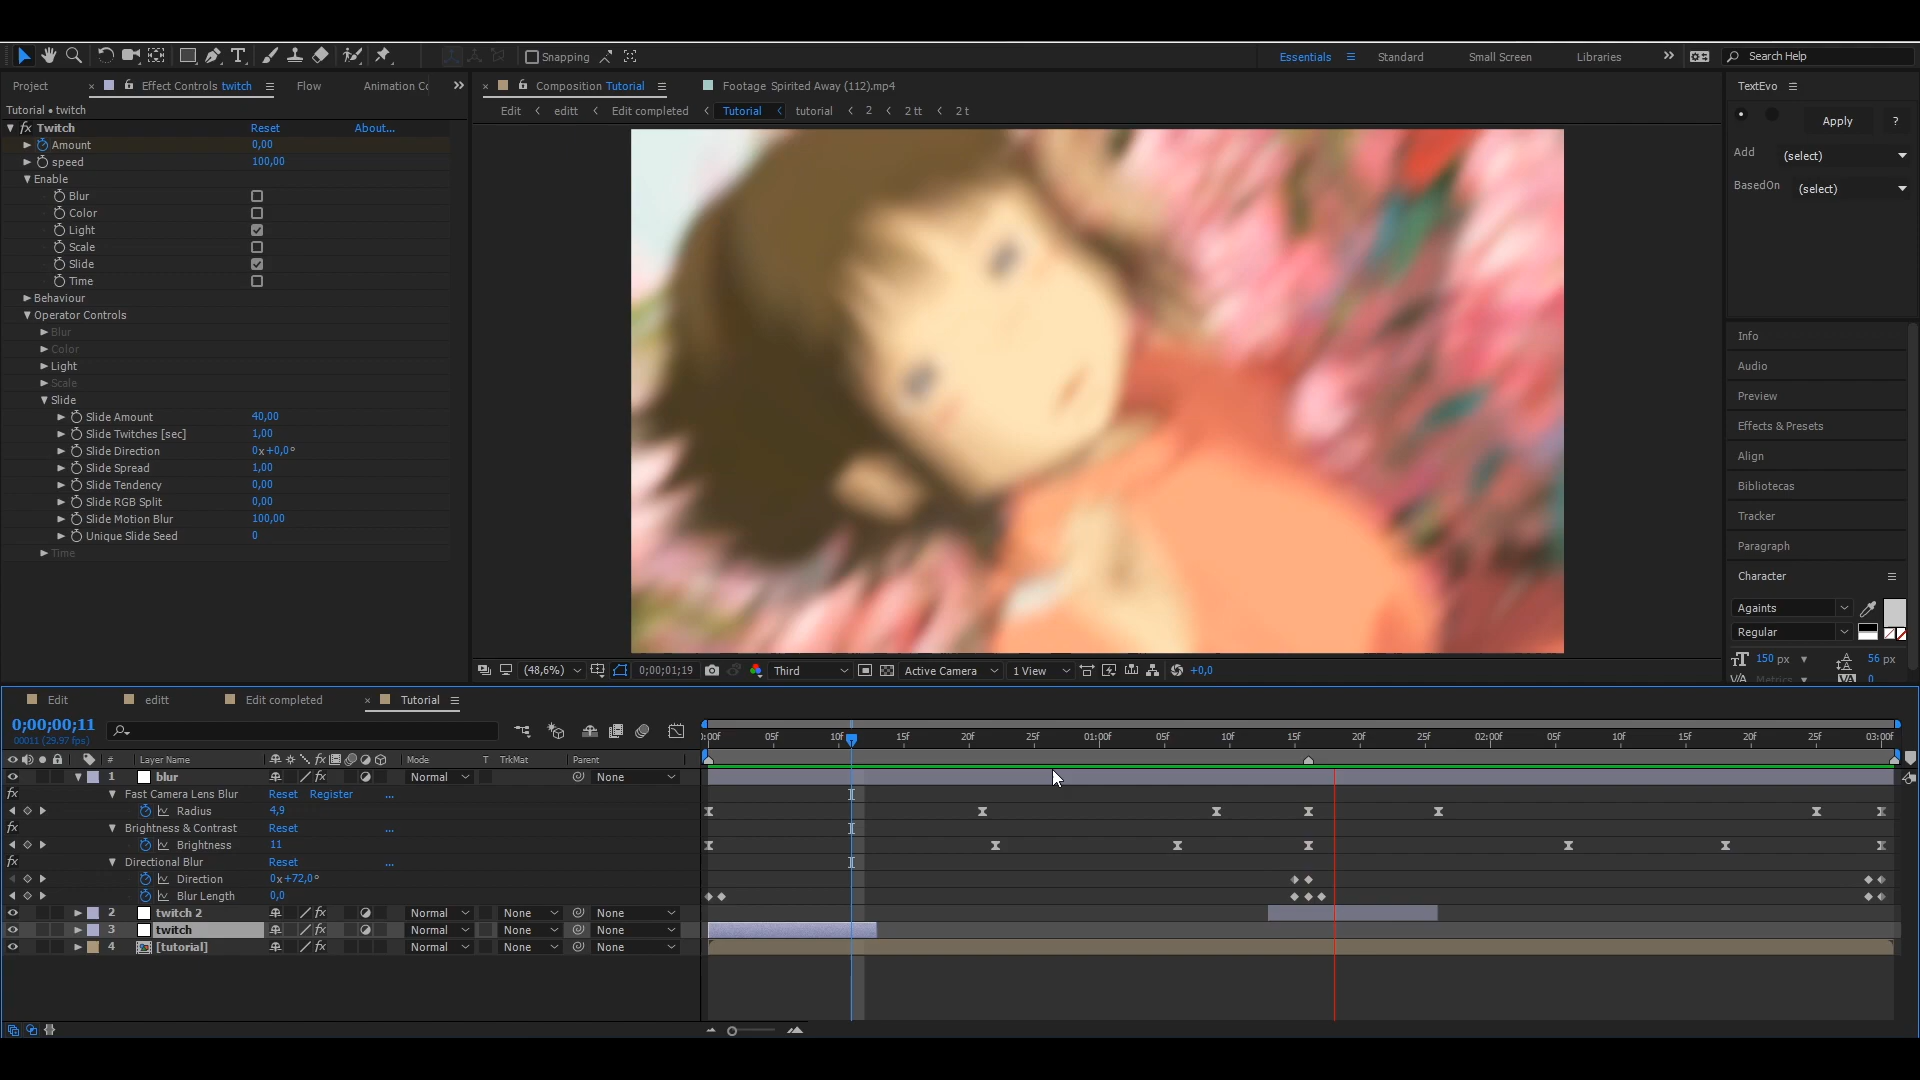 Snapping
Essentials
Standard
Small Screen
Libraries
Search Help
Project
Effect Controls twitch
Flow
Animation Cc
Composition Tutorial
Footage Spirited Away (112).mp4
TextEvo
Tutorial • twitch
Edit
editt
Edit completed
Tutorial
tutorial
2
2 tt
2 t
Twitch Reset About...
Amount 0,00
speed 100,00
Enable
Blur
Color
Light
Scale
Slide
Time
Behaviour
Operator Controls
Blur
Color
Light
Scale
Slide
Slide Amount 40,00
Slide Twitches [sec] 1,00
Slide Direction 0x+0,0°
Slide Spread 1,00
Slide Tendency 0,00
Slide RGB Split 0,00
Slide Motion Blur 100,00
Unique Slide Seed 0
Time
Apply ?
Add (select)
BasedOn (select)
Info
Audio
Preview
Effects & Presets
Align
Bibliotecas
Tracker
Paragraph
Character
Againts
Regular
150 px 56 px
Metrics 0
(48,6%) 0;00;01;19 Third Active Camera 1 View +0,0
Edit
editt
Edit completed
Tutorial
0;00;00;11
00011 (29.97 fps)
:00f 05f 10f 15f 20f 25f 01:00f 05f 10f 15f 20f 25f 02:00f 05f 10f 15f 20f 25f 03:00f
# Layer Name Mode T TrkMat Parent
1 blur Normal None
Fast Camera Lens Blur Reset Register ...
Radius 4,9
Brightness & Contrast Reset ...
Brightness 11
Directional Blur Reset ...
Direction 0x+72,0°
Blur Length 0,0
2 twitch 2 Normal None None
3 twitch Normal None None
4 [tutorial] Normal None None